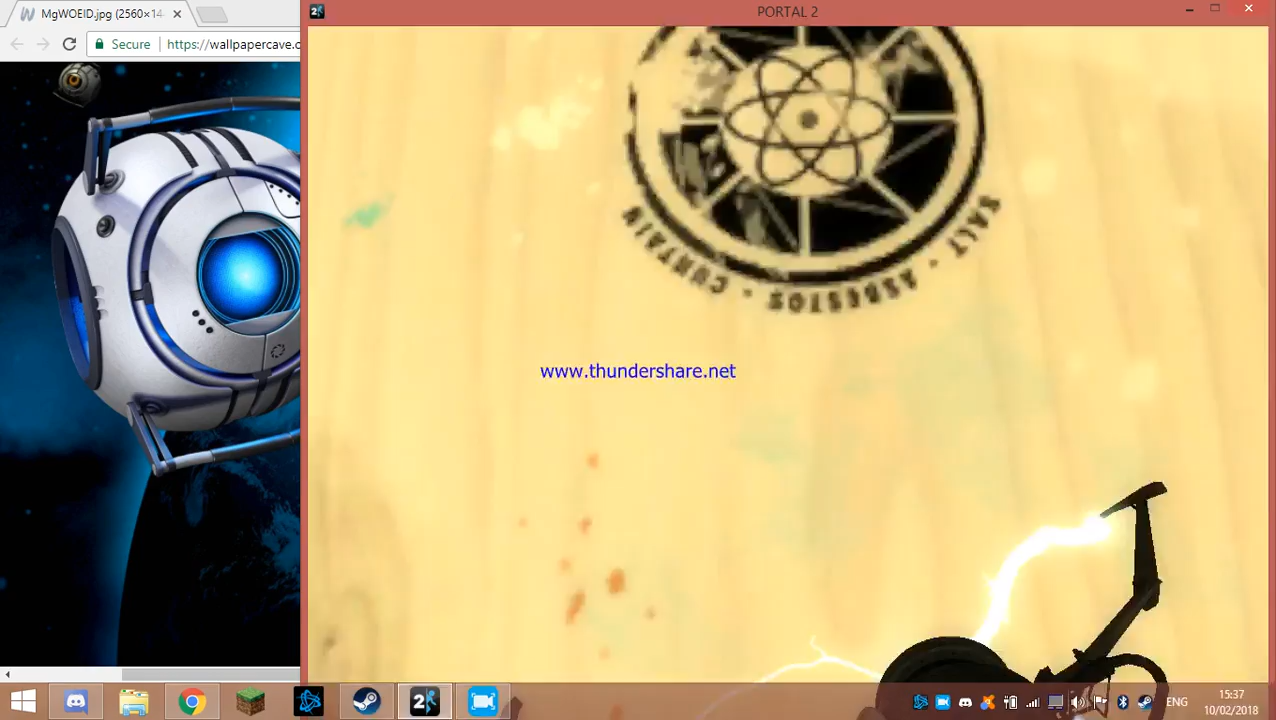 MgWOEID.jpg (2560×14
PORTAL 2
Secure
https://wallpapercave.c
SALT • ASBESTOS • CURTAIN
www.thundershare.net
2
ENG
15:37
10/02/2018